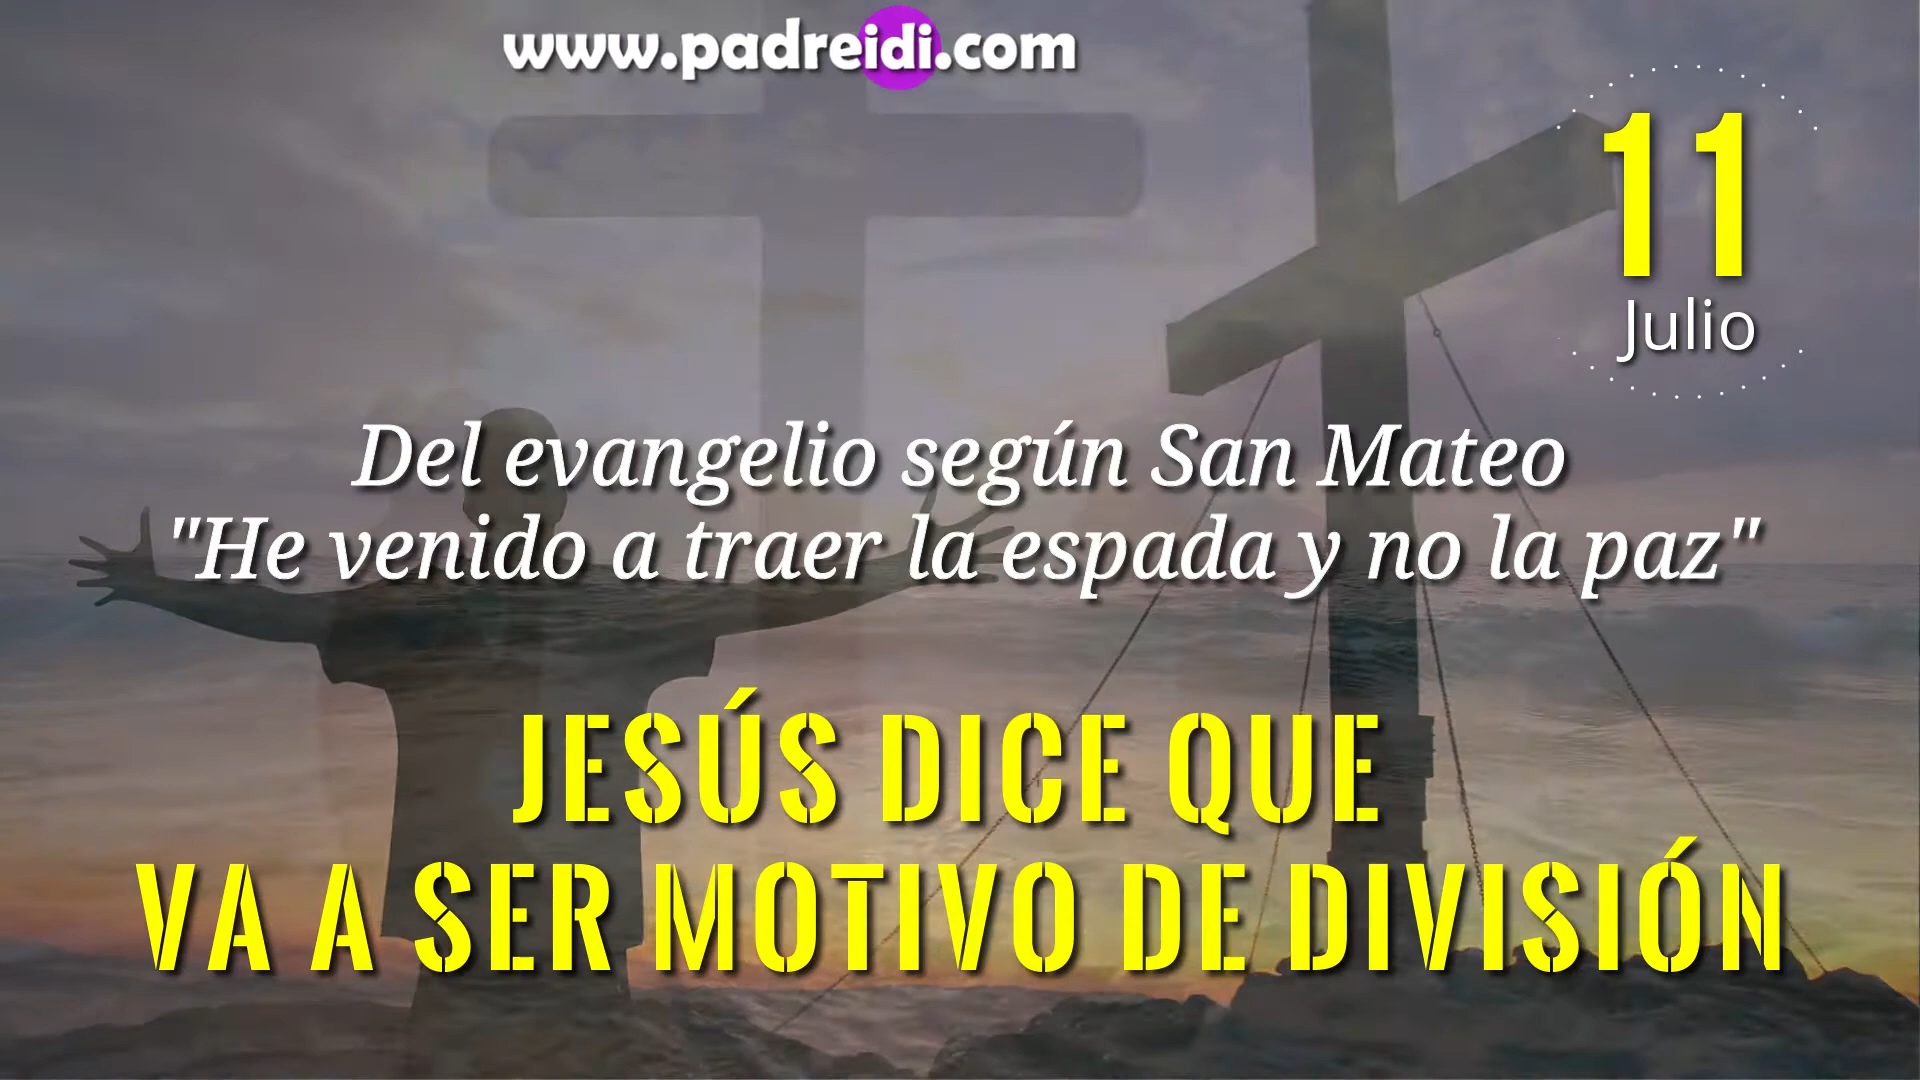 www.padreidi.com
11
Julio
Del evangelio según San Mateo
"He venido a traer la espada y no la paz"
JESÚS DICE QUE
VA A SER MOTIVO DE DIVISIÓN